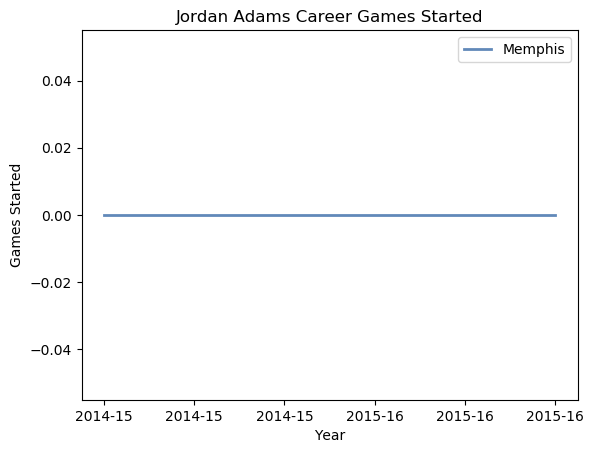 Jordan Adams Career Games Started
Memphis
0.04
0.02
0.00
−0.02
−0.04
Games Started
2014-15 2014-15 2014-15 2015-16 2015-16 2015-16
Year